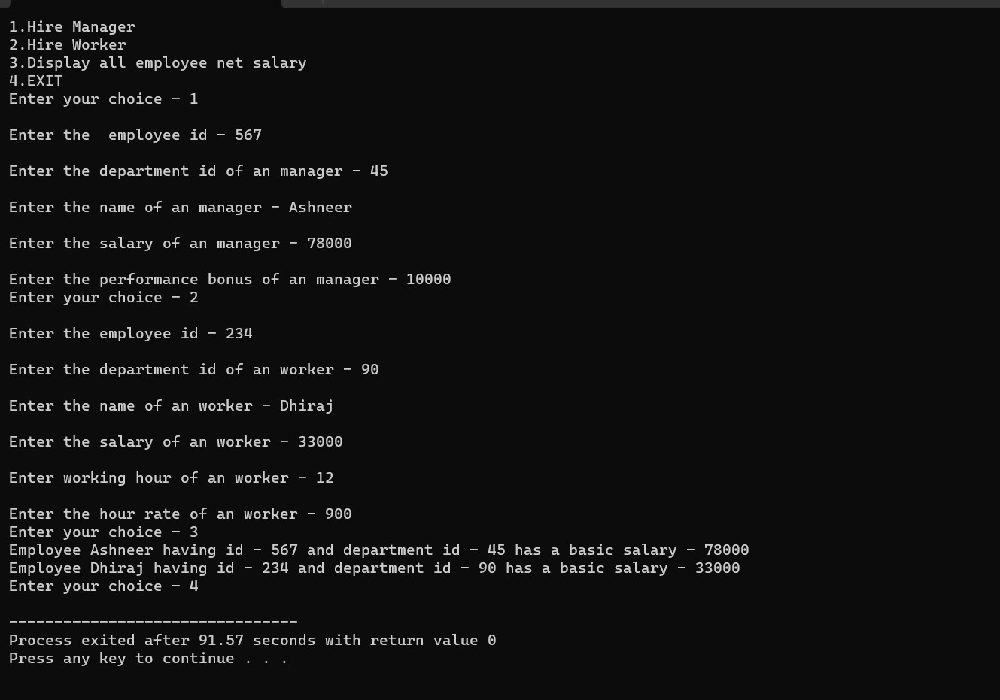 1.Hire Manager
2.Hire Worker
3.Display all employee net salary
4.EXIT
Enter your choice - 1
Enter the  employee id - 567
Enter the department id of an manager - 45
Enter the name of an manager - Ashneer
Enter the salary of an manager - 78000
Enter the performance bonus of an manager - 10000
Enter your choice - 2
Enter the employee id - 234
Enter the department id of an worker - 90
Enter the name of an worker - Dhiraj
Enter the salary of an worker - 33000
Enter working hour of an worker - 12
Enter the hour rate of an worker - 900
Enter your choice - 3
Employee Ashneer having id - 567 and department id - 45 has a basic salary - 78000
Employee Dhiraj having id - 234 and department id - 90 has a basic salary - 33000
Enter your choice - 4
--------------------------------
Process exited after 91.57 seconds with return value 0
Press any key to continue . . .